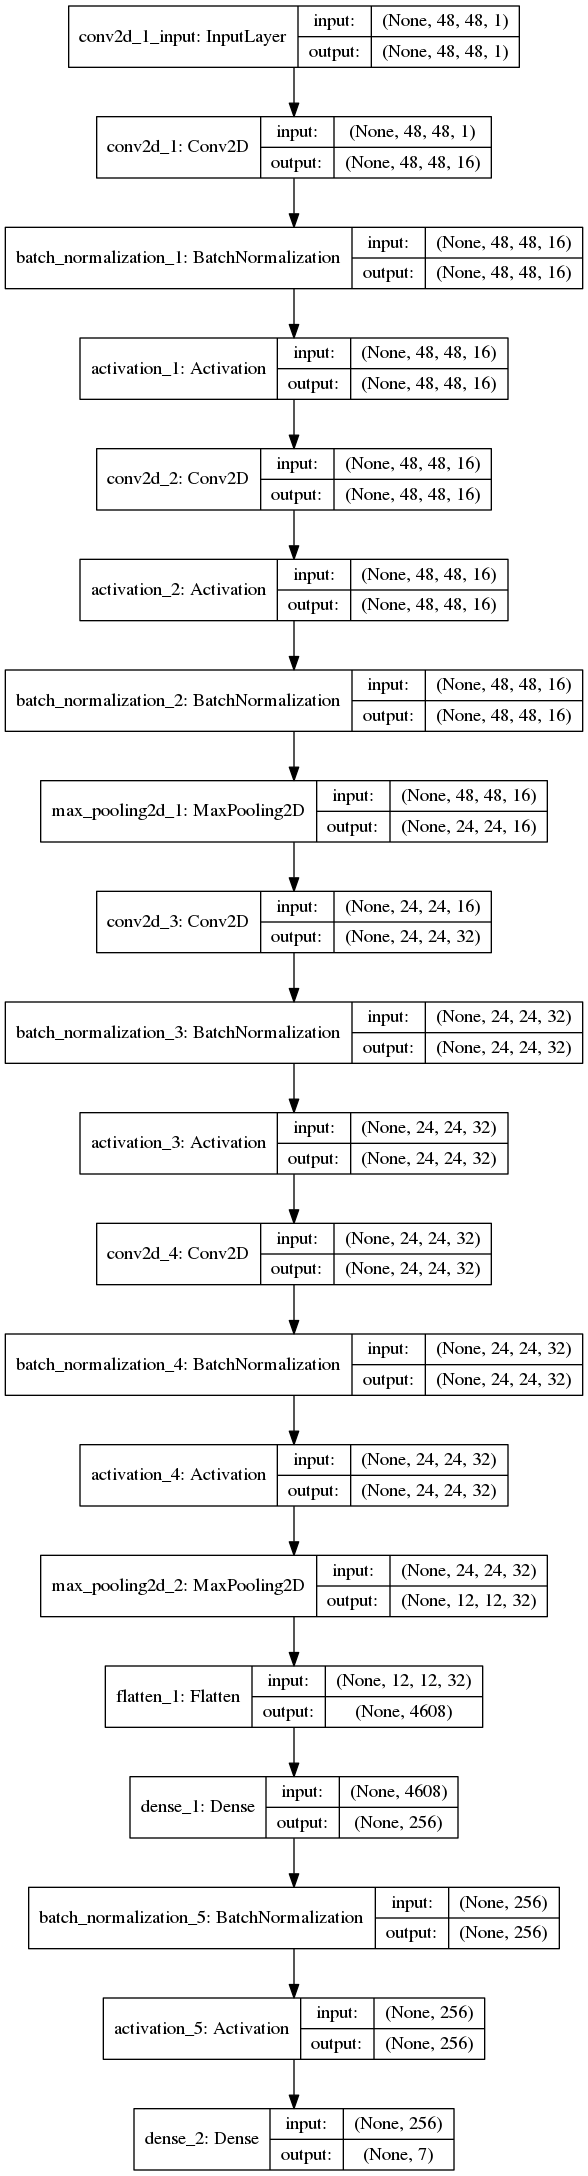 conv2d_1_input: InputLayer
input: (None, 48, 48, 1)
output: (None, 48, 48, 1)
conv2d_1: Conv2D
input: (None, 48, 48, 1)
output: (None, 48, 48, 16)
batch_normalization_1: BatchNormalization
input: (None, 48, 48, 16)
output: (None, 48, 48, 16)
activation_1: Activation
input: (None, 48, 48, 16)
output: (None, 48, 48, 16)
conv2d_2: Conv2D
input: (None, 48, 48, 16)
output: (None, 48, 48, 16)
activation_2: Activation
input: (None, 48, 48, 16)
output: (None, 48, 48, 16)
batch_normalization_2: BatchNormalization
input: (None, 48, 48, 16)
output: (None, 48, 48, 16)
max_pooling2d_1: MaxPooling2D
input: (None, 48, 48, 16)
output: (None, 24, 24, 16)
conv2d_3: Conv2D
input: (None, 24, 24, 16)
output: (None, 24, 24, 32)
batch_normalization_3: BatchNormalization
input: (None, 24, 24, 32)
output: (None, 24, 24, 32)
activation_3: Activation
input: (None, 24, 24, 32)
output: (None, 24, 24, 32)
conv2d_4: Conv2D
input: (None, 24, 24, 32)
output: (None, 24, 24, 32)
batch_normalization_4: BatchNormalization
input: (None, 24, 24, 32)
output: (None, 24, 24, 32)
activation_4: Activation
input: (None, 24, 24, 32)
output: (None, 24, 24, 32)
max_pooling2d_2: MaxPooling2D
input: (None, 24, 24, 32)
output: (None, 12, 12, 32)
flatten_1: Flatten
input: (None, 12, 12, 32)
output: (None, 4608)
dense_1: Dense
input: (None, 4608)
output: (None, 256)
batch_normalization_5: BatchNormalization
input: (None, 256)
output: (None, 256)
activation_5: Activation
input: (None, 256)
output: (None, 256)
dense_2: Dense
input: (None, 256)
output: (None, 7)